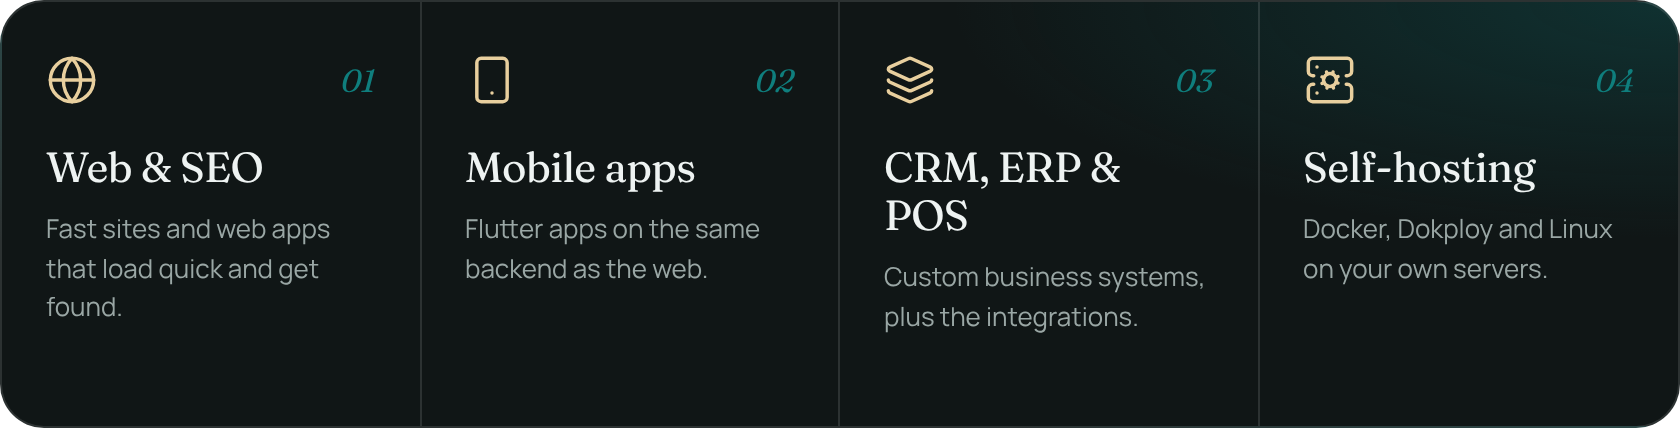 01
Web & SEO
Fast sites and web apps
that load quick and get
found.
02
Mobile apps
Flutter apps on the same
backend as the web.
03
CRM, ERP &
POS
Custom business systems,
plus the integrations.
04
Self-hosting
Docker, Dokploy and Linux
on your own servers.